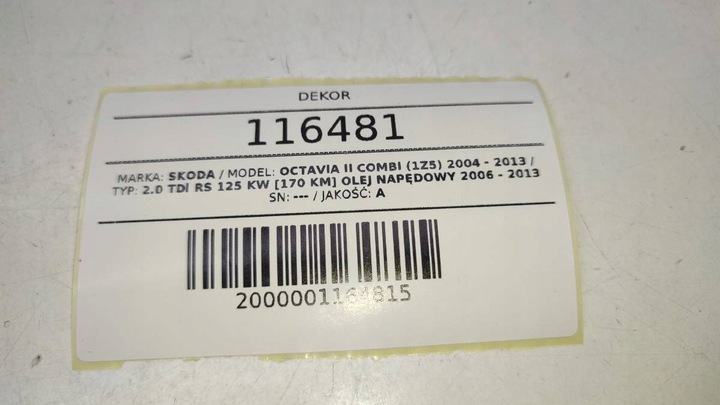 DEKOR
116481
MARKA: SKODA / MODEL: OCTAVIA II COMBI (1Z5) 2004 - 2013 /
TYP: 2.0 TDI RS 125 KW [170 KM] OLEJ NAPĘDOWY 2006 - 2013
SN: --- / JAKOŚĆ: A
2000001164815